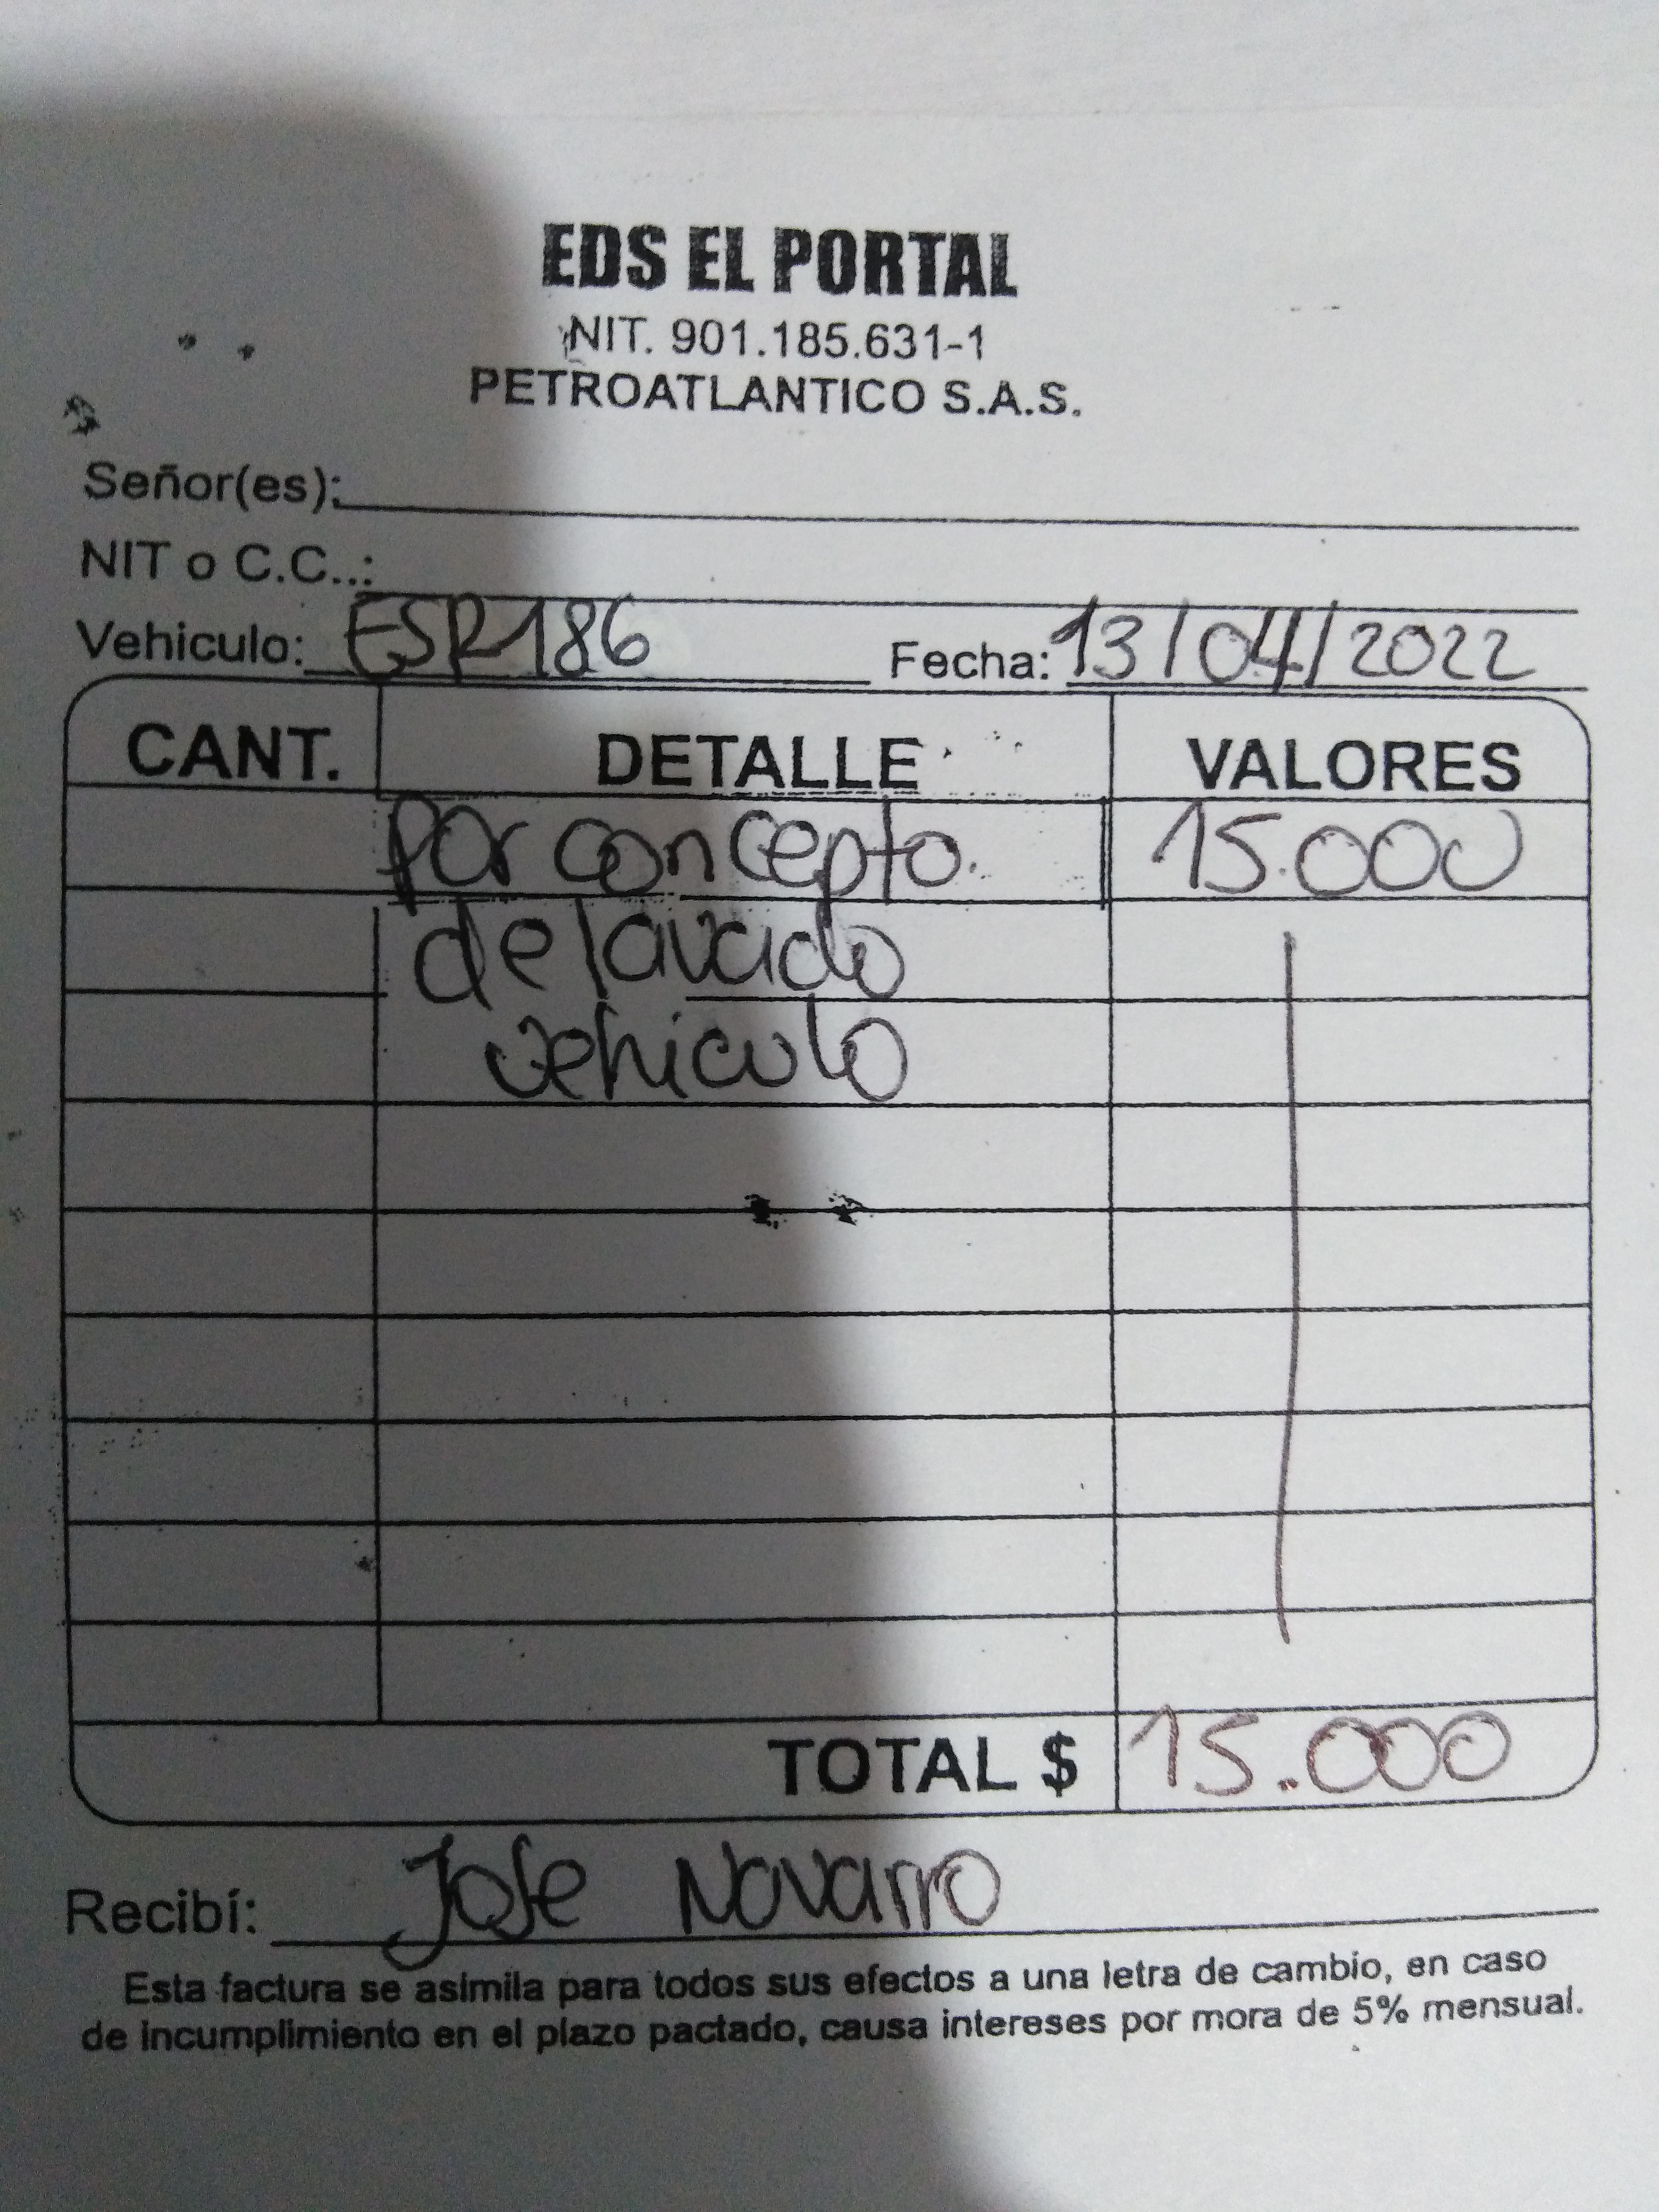 EDS EL PORTAL
NIT. 901.185.631-1
PETROATLANTICO S.A.S.
Señor(es):
NIT o C.C..:
Vehiculo: ESR186 Fecha: 13/04/2022
CANT. DETALLE VALORES
por concepto. 15.000
de lavado
vehiculo
TOTAL $ 15.000
Recibí: Jose Navarro
Esta factura se asimila para todos sus efectos a una letra de cambio, en caso
de incumplimiento en el plazo pactado, causa intereses por mora de 5% mensual.